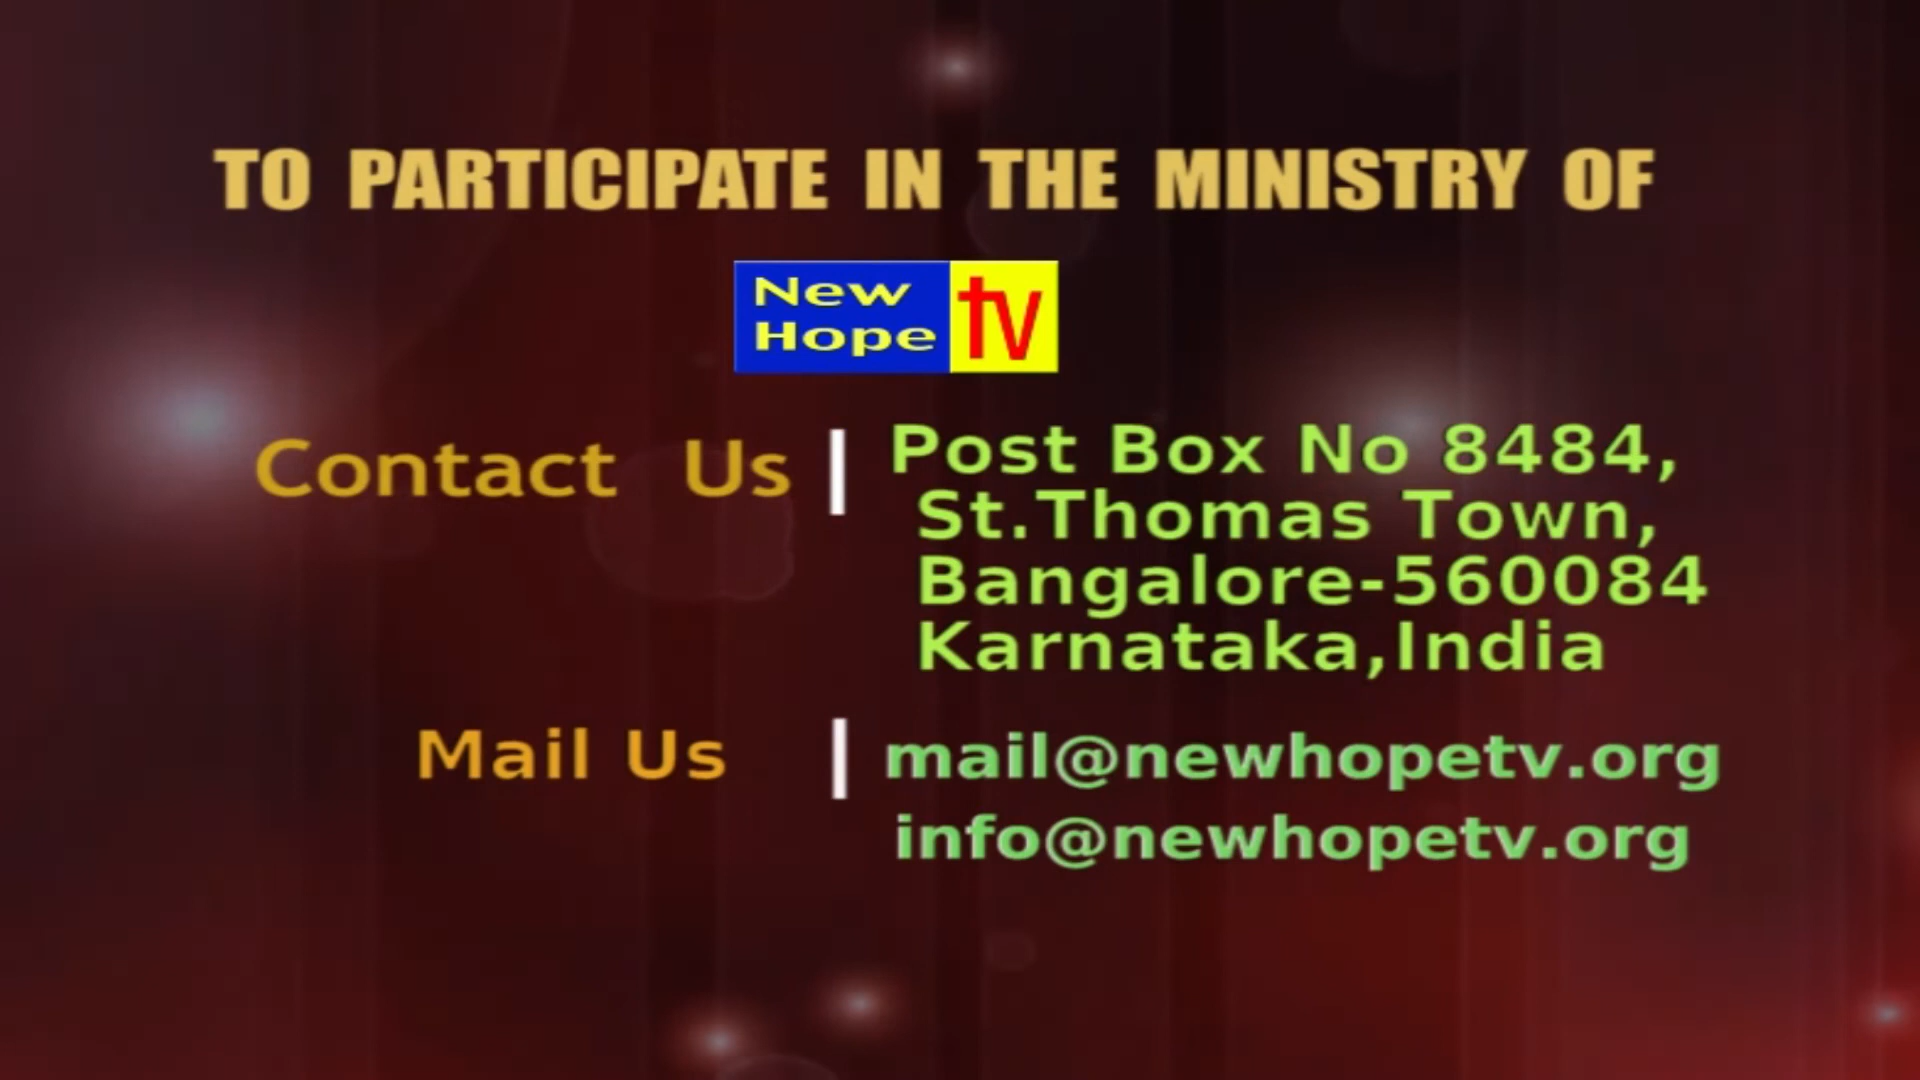 TO PARTICIPATE IN THE MINISTRY OF
New
Hope
tv
Contact Us
Post Box No 8484,
St.Thomas Town,
Bangalore-560084
Karnataka,India
Mail Us
mail@newhopetv.org
info@newhopetv.org